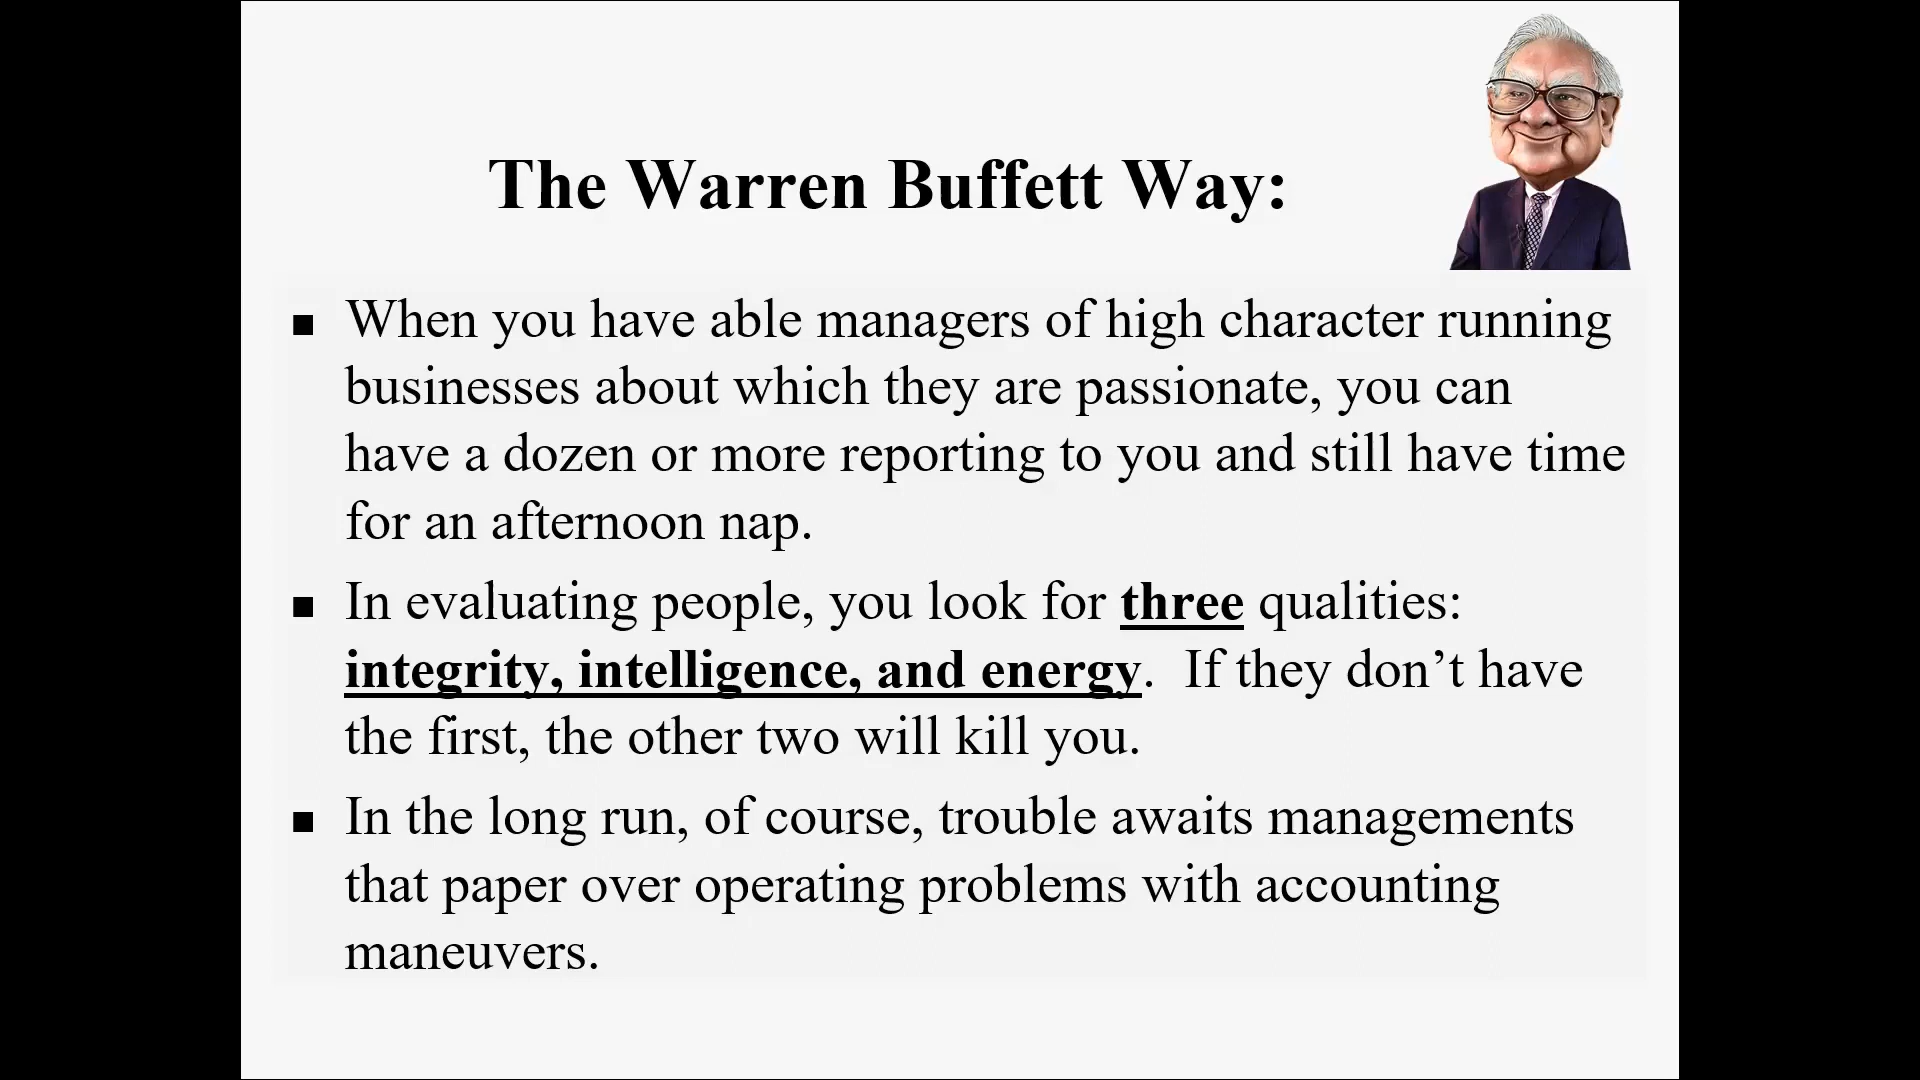 The Warren Buffett Way:
■ When you have able managers of high character running
businesses about which they are passionate, you can
have a dozen or more reporting to you and still have time
for an afternoon nap.
■ In evaluating people, you look for three qualities:
integrity, intelligence, and energy.  If they don’t have
the first, the other two will kill you.
■ In the long run, of course, trouble awaits managements
that paper over operating problems with accounting
maneuvers.